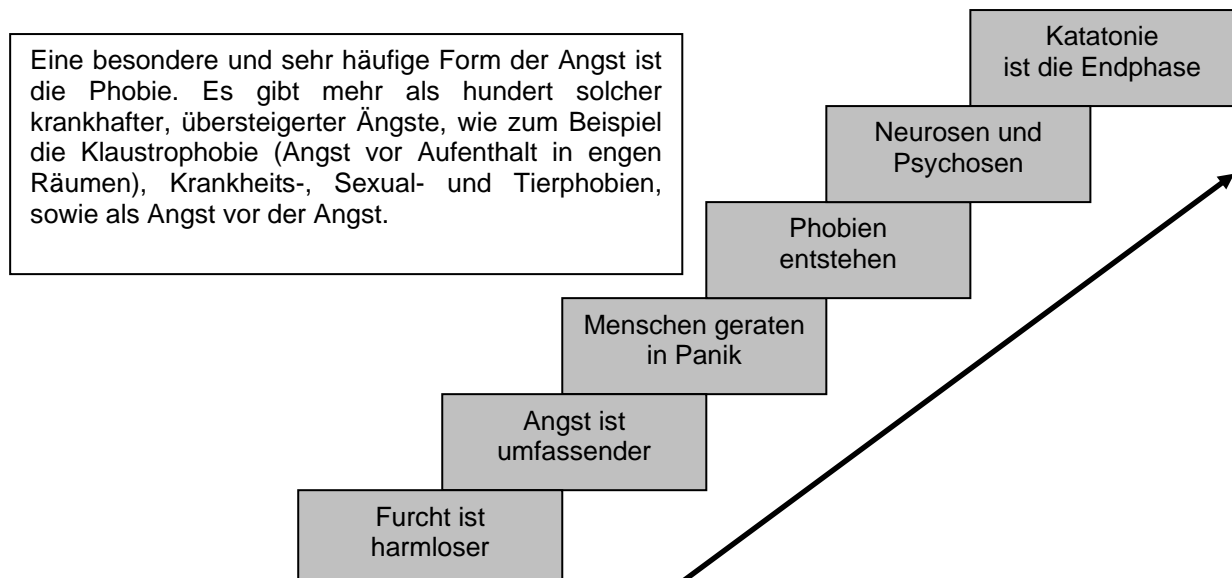 Eine besondere und sehr häufige Form der Angst ist
die Phobie. Es gibt mehr als hundert solcher
krankhafter, übersteigerter Ängste, wie zum Beispiel
die Klaustrophobie (Angst vor Aufenthalt in engen
Räumen), Krankheits-, Sexual- und Tierphobien,
sowie als Angst vor der Angst.
Katatonie
ist die Endphase
Neurosen und
Psychosen
Phobien
entstehen
Menschen geraten
in Panik
Angst ist
umfassender
Furcht ist
harmloser